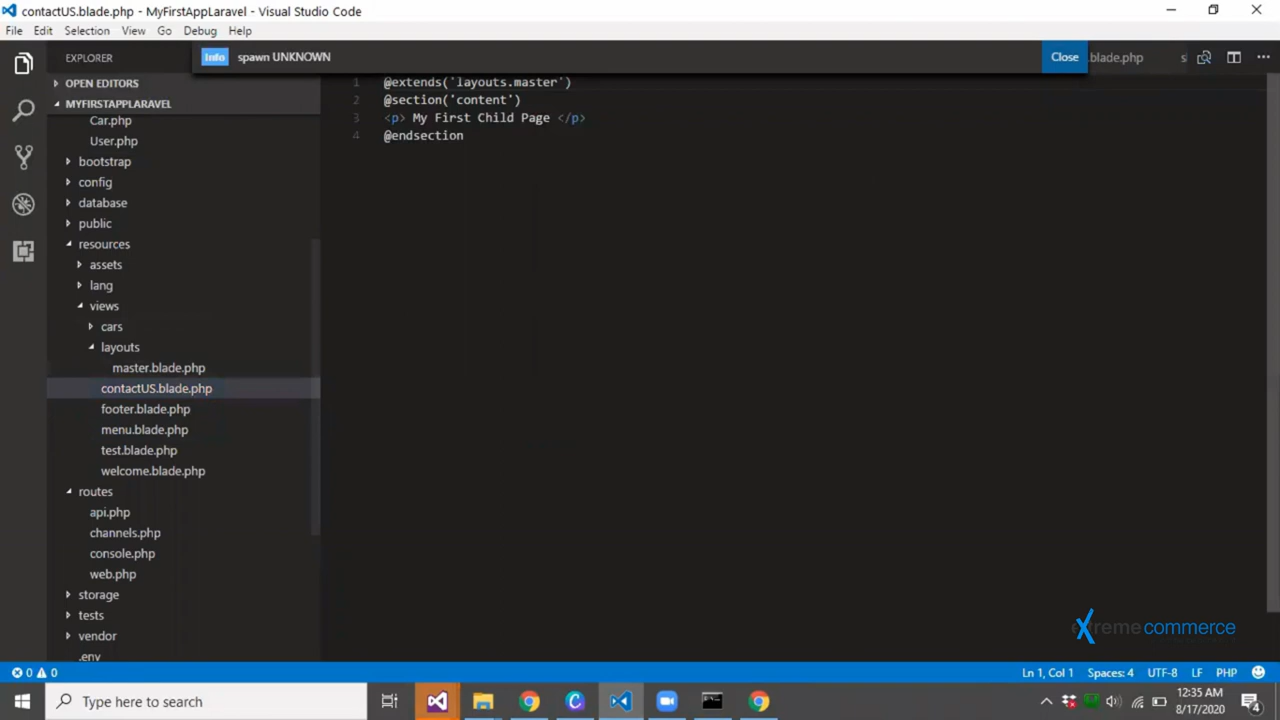 contactUS.blade.php - MyFirstAppLaravel - Visual Studio Code
File Edit Selection View Go Debug Help
EXPLORER
Info spawn UNKNOWN
Close
.blade.php
OPEN EDITORS
MYFIRSTAPPLARAVEL
Car.php
User.php
bootstrap
config
database
public
resources
assets
lang
views
cars
layouts
master.blade.php
contactUS.blade.php
footer.blade.php
menu.blade.php
test.blade.php
welcome.blade.php
routes
api.php
channels.php
console.php
web.php
storage
tests
vendor
.env
1 @extends('layouts.master')
2 @section('content')
3 <p> My First Child Page </p>
4 @endsection
extreme commerce
0 0
Ln 1, Col 1 Spaces: 4 UTF-8 LF PHP
Type here to search
12:35 AM
8/17/2020
4